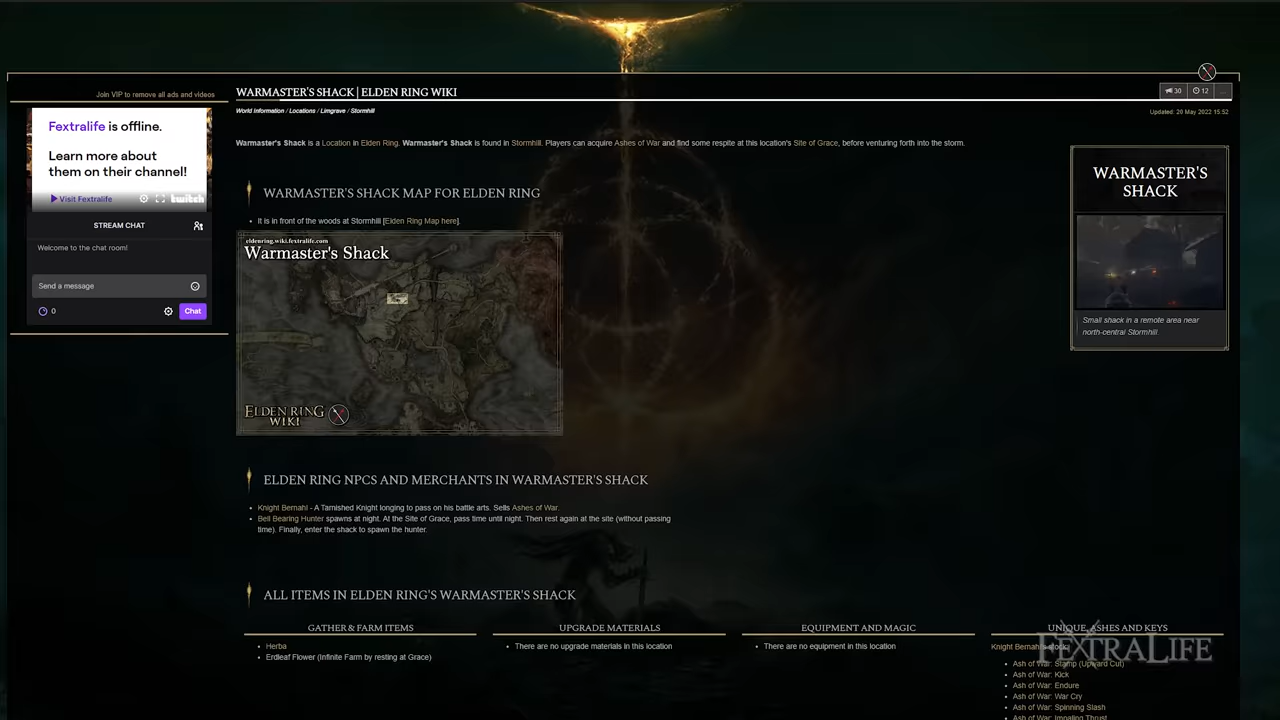 Join VIP to remove all ads and videos
Fextralife is offline.
Learn more about
them on their channel!
Visit Fextralife
twitch
STREAM CHAT
Welcome to the chat room!
Send a message
0
Chat
WARMASTER'S SHACK | ELDEN RING WIKI
30
12
...
World Information / Locations / Limgrave / Stormhill
Updated: 20 May 2022 15:52
Warmaster's Shack is a Location in Elden Ring. Warmaster's Shack is found in Stormhill. Players can acquire Ashes of War and find some respite at this location's Site of Grace, before venturing forth into the storm.
WARMASTER'S SHACK
Small shack in a remote area near
north-central Stormhill.
WARMASTER'S SHACK MAP FOR ELDEN RING
It is in front of the woods at Stormhill [Elden Ring Map here].
eldenring.wiki.fextralife.com
Warmaster's Shack
ELDEN RING
WIKI
ELDEN RING NPCS AND MERCHANTS IN WARMASTER'S SHACK
Knight Bernahl - A Tarnished Knight longing to pass on his battle arts. Sells Ashes of War.
Bell Bearing Hunter spawns at night. At the Site of Grace, pass time until night. Then rest again at the site (without passing
time). Finally, enter the shack to spawn the hunter.
ALL ITEMS IN ELDEN RING'S WARMASTER'S SHACK
GATHER & FARM ITEMS
Herba
Erdleaf Flower (Infinite Farm by resting at Grace)
UPGRADE MATERIALS
There are no upgrade materials in this location
EQUIPMENT AND MAGIC
There are no equipment in this location
UNIQUE, ASHES AND KEYS
Knight Bernahl's stock:
Ash of War: Stamp (Upward Cut)
Ash of War: Kick
Ash of War: Endure
Ash of War: War Cry
Ash of War: Spinning Slash
Ash of War: Impaling Thrust
FEXTRALIFE